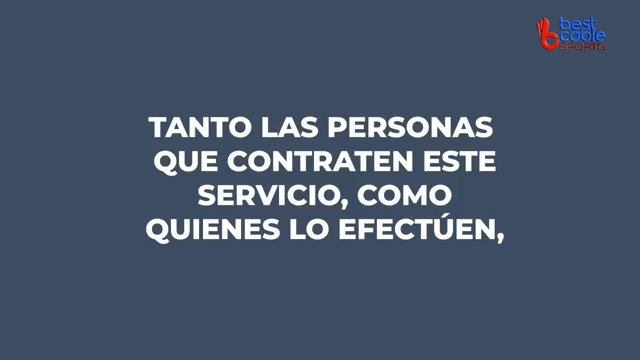 best
cable
SPORTS
TANTO LAS PERSONAS
QUE CONTRATEN ESTE
SERVICIO, COMO
QUIENES LO EFECTÚEN,